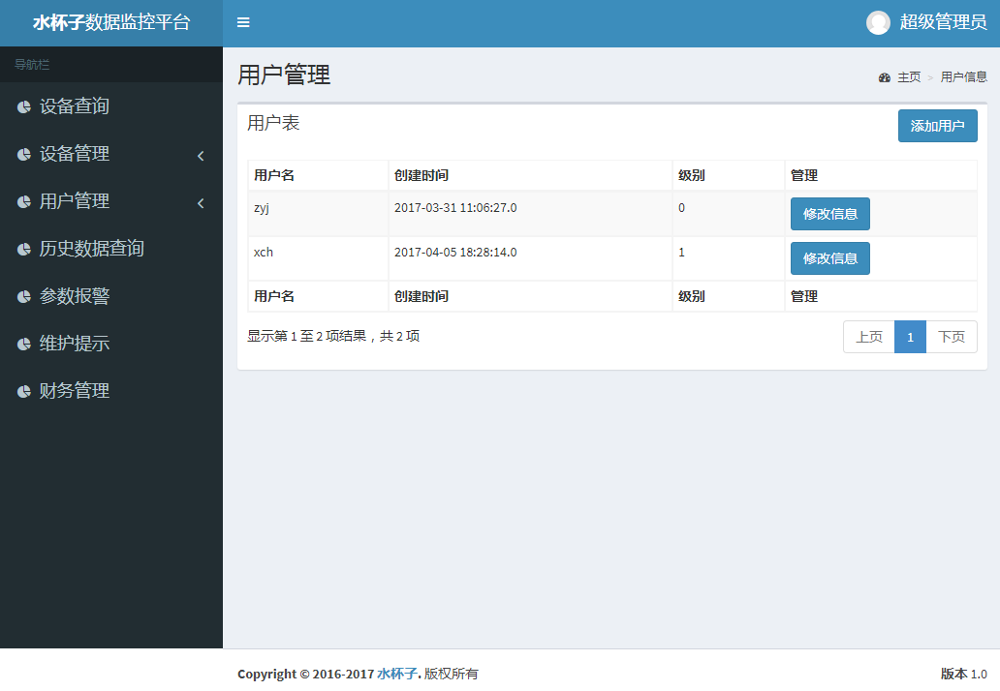 水杯子数据监控平台
超级管理员
导航栏
设备查询
设备管理
用户管理
历史数据查询
参数报警
维护提示
财务管理
用户管理
主页 > 用户信息
用户表
添加用户
用户名 创建时间 级别 管理
zyj 2017-03-31 11:06:27.0 0 修改信息
xch 2017-04-05 18:28:14.0 1 修改信息
用户名 创建时间 级别 管理
显示第 1 至 2 项结果，共 2 项
上页 1 下页
Copyright © 2016-2017 水杯子. 版权所有
版本 1.0